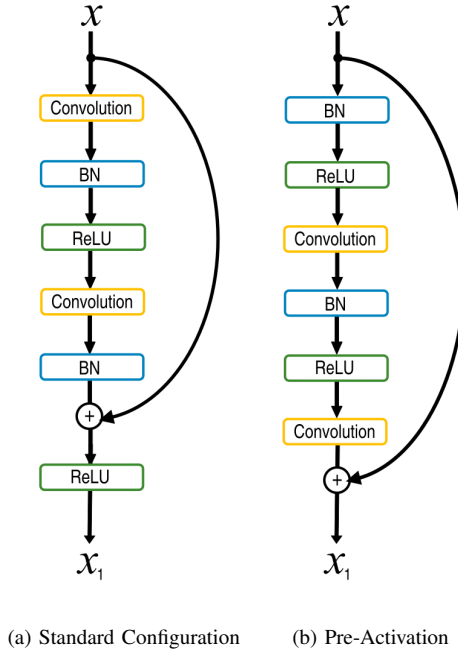 x
Convolution
BN
ReLU
Convolution
BN
+
ReLU
x1
(a) Standard Configuration
x
BN
ReLU
Convolution
BN
ReLU
Convolution
+
x1
(b) Pre-Activation